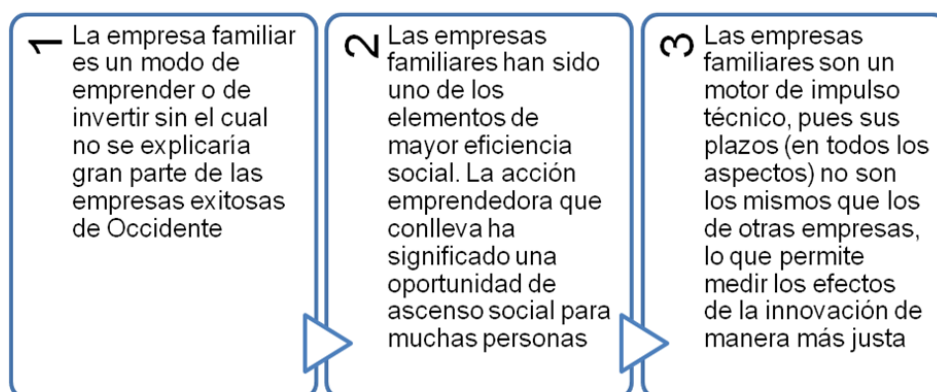 1
La empresa familiar
es un modo de
emprender o de
invertir sin el cual
no se explicaría
gran parte de las
empresas exitosas
de Occidente
2
Las empresas
familiares han sido
uno de los
elementos de
mayor eficiencia
social. La acción
emprendedora que
conlleva ha
significado una
oportunidad de
ascenso social para
muchas personas
3
Las empresas
familiares son un
motor de impulso
técnico, pues sus
plazos (en todos los
aspectos) no son
los mismos que los
de otras empresas,
lo que permite
medir los efectos
de la innovación de
manera más justa